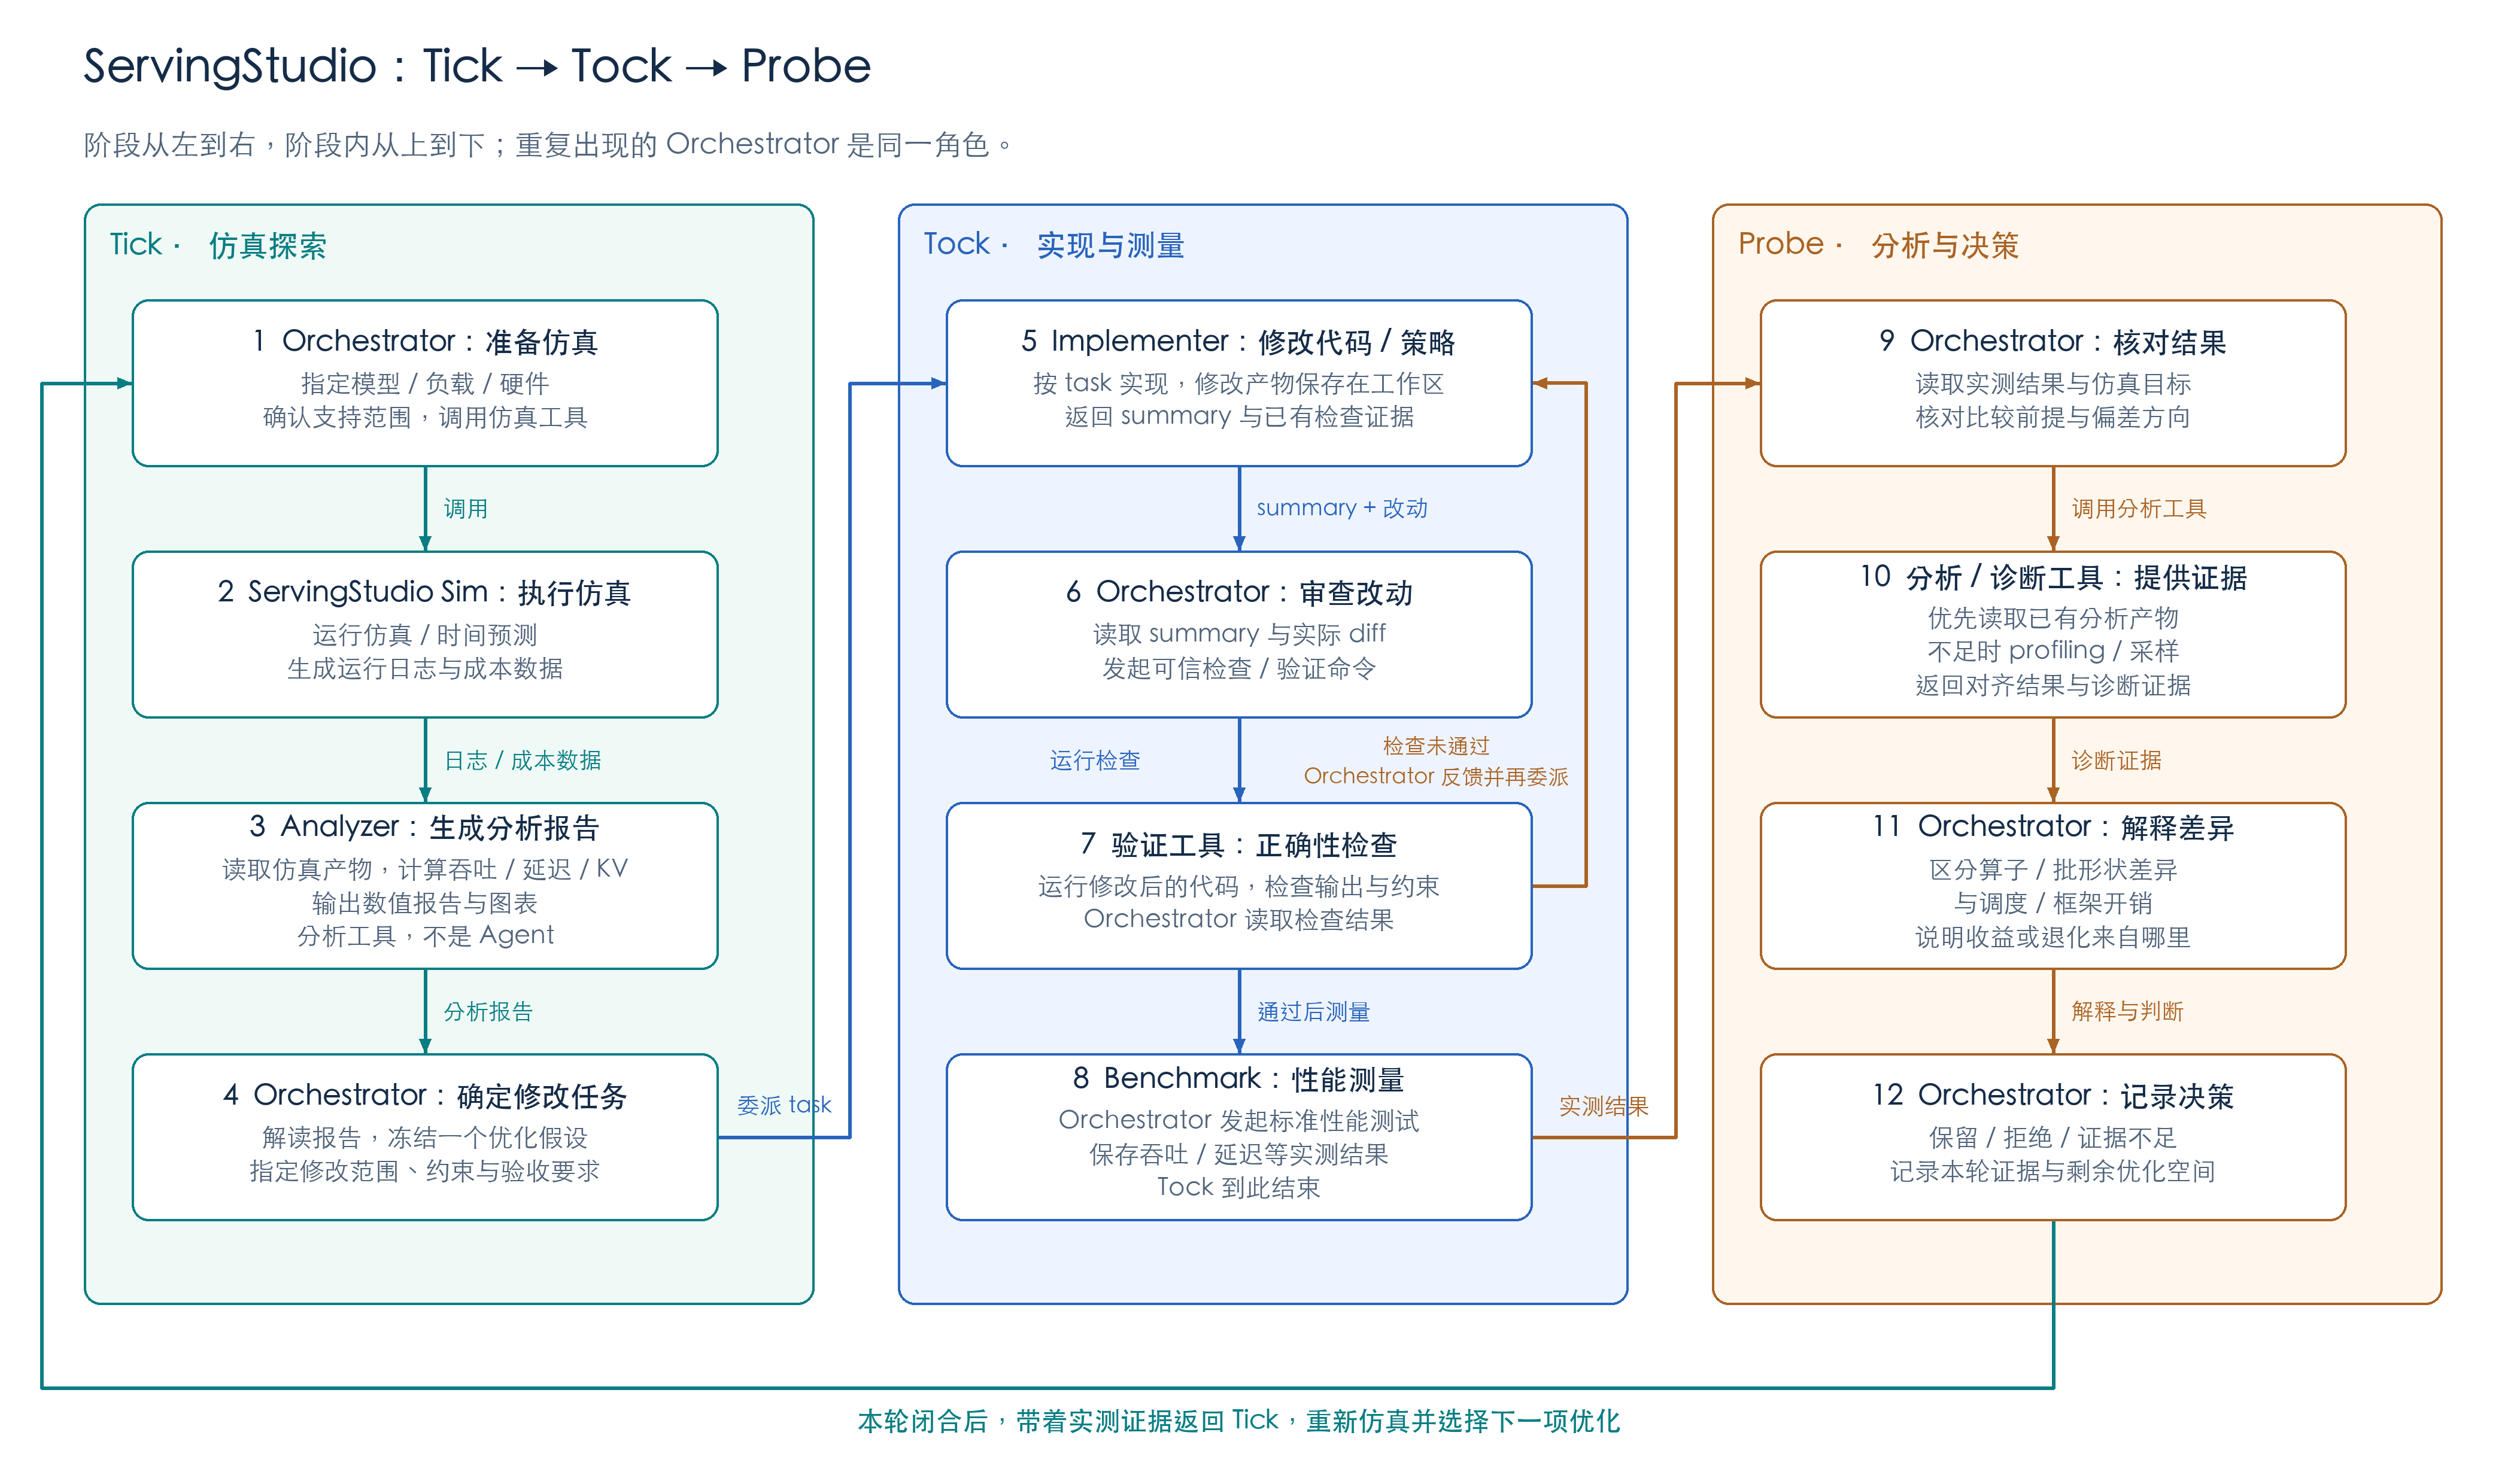 ServingStudio：Tick → Tock → Probe
阶段从左到右，阶段内从上到下；重复出现的 Orchestrator 是同一角色。
Tick · 仿真探索
1 Orchestrator：准备仿真
指定模型 / 负载 / 硬件
确认支持范围，调用仿真工具
调用
2 ServingStudio Sim：执行仿真
运行仿真 / 时间预测
生成运行日志与成本数据
日志 / 成本数据
3 Analyzer：生成分析报告
读取仿真产物，计算吞吐 / 延迟 / KV
输出数值报告与图表
分析工具，不是 Agent
分析报告
4 Orchestrator：确定修改任务
解读报告，冻结一个优化假设
指定修改范围、约束与验收要求
委派 task
Tock · 实现与测量
5 Implementer：修改代码 / 策略
按 task 实现，修改产物保存在工作区
返回 summary 与已有检查证据
summary + 改动
6 Orchestrator：审查改动
读取 summary 与实际 diff
发起可信检查 / 验证命令
运行检查
检查未通过
Orchestrator 反馈并再委派
7 验证工具：正确性检查
运行修改后的代码，检查输出与约束
Orchestrator 读取检查结果
通过后测量
8 Benchmark：性能测量
Orchestrator 发起标准性能测试
保存吞吐 / 延迟等实测结果
Tock 到此结束
实测结果
Probe · 分析与决策
9 Orchestrator：核对结果
读取实测结果与仿真目标
核对比较前提与偏差方向
调用分析工具
10 分析 / 诊断工具：提供证据
优先读取已有分析产物
不足时 profiling / 采样
返回对齐结果与诊断证据
诊断证据
11 Orchestrator：解释差异
区分算子 / 批形状差异
与调度 / 框架开销
说明收益或退化来自哪里
解释与判断
12 Orchestrator：记录决策
保留 / 拒绝 / 证据不足
记录本轮证据与剩余优化空间
本轮闭合后，带着实测证据返回 Tick，重新仿真并选择下一项优化